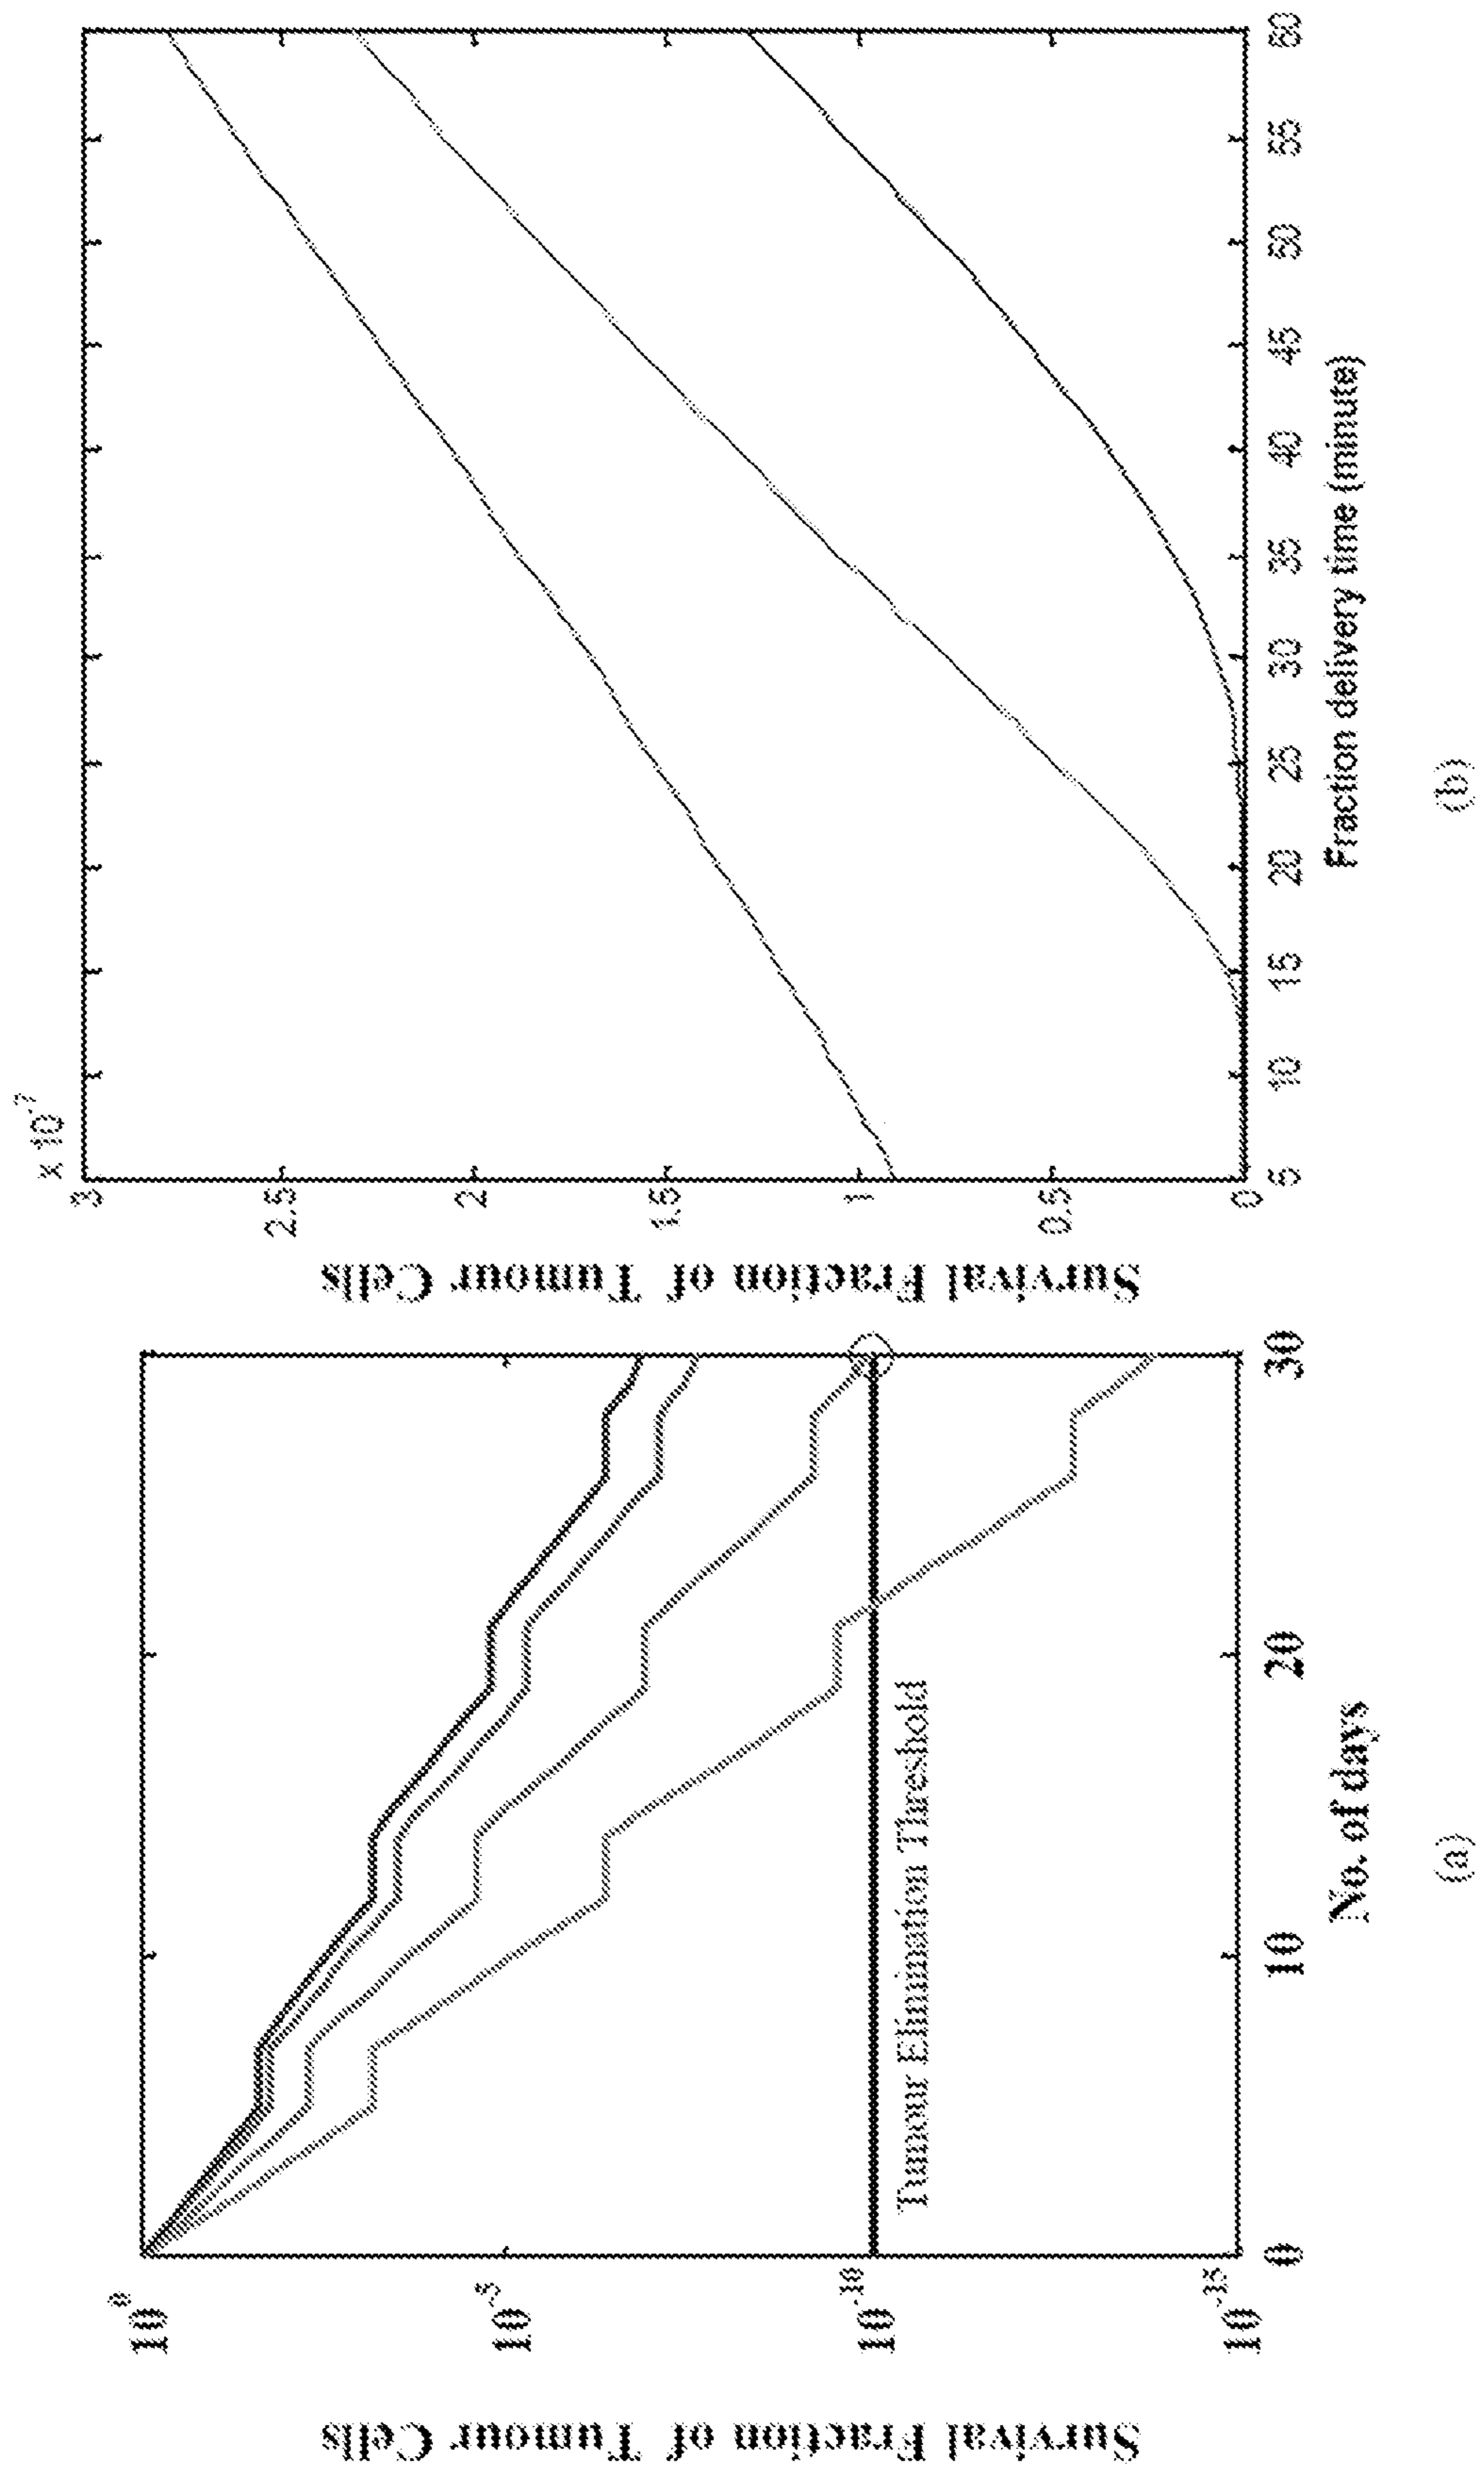 Survival Fraction of Tumour Cells
10^0
10^-5
10^-10
10^-15
Tumour Elimination Threshold
0 10 20 30
No. of days
(a)
Survival Fraction of Tumour Cells
x 10^-7
3
2.5
2
1.5
1
0.5
0
5 10 15 20 25 30 35 40 45 50 55 60
Fraction delivery time (minute)
(b)